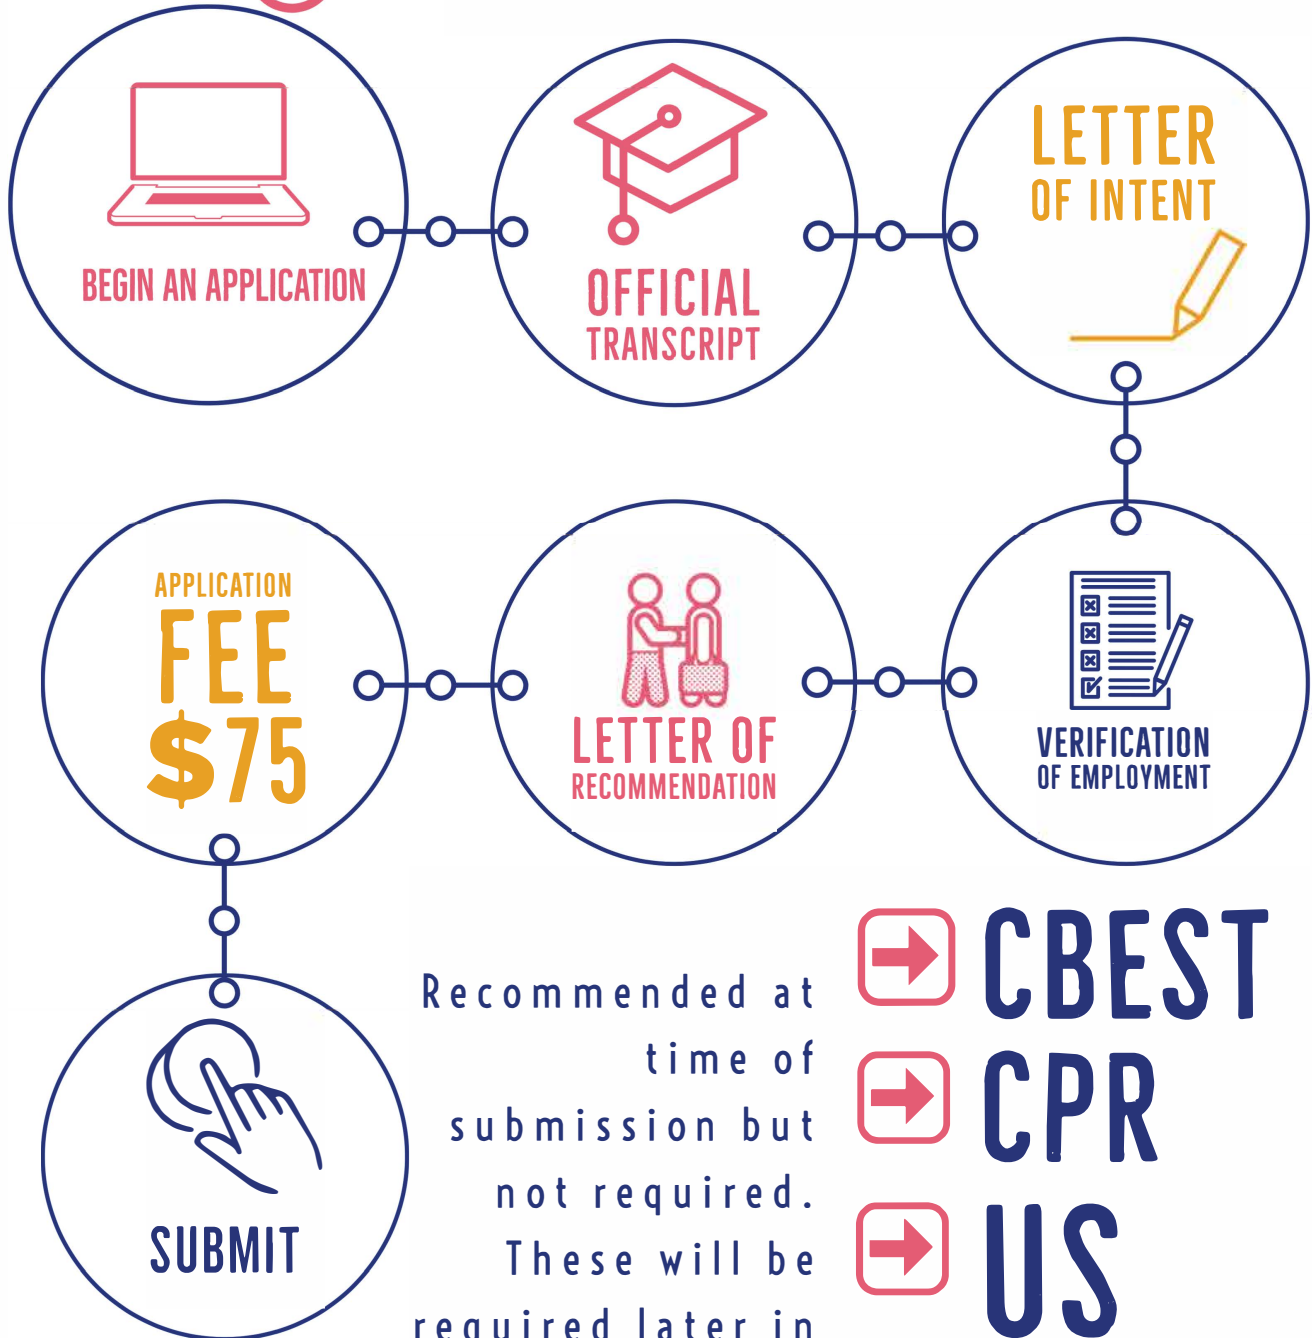 BEGIN AN APPLICATION
OFFICIAL
TRANSCRIPT
LETTER
OF INTENT
VERIFICATION
OF EMPLOYMENT
LETTER OF
RECOMMENDATION
APPLICATION
FEE
$75
SUBMIT
Recommended at
time of
submission but
not required.
These will be
required later in
CBEST
CPR
US